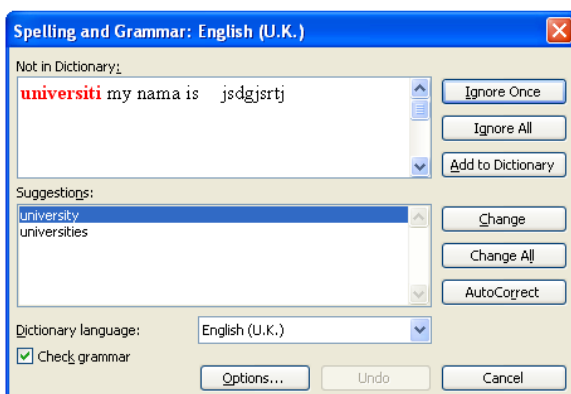 Spelling and Grammar: English (U.K.)
Not in Dictionary:
universiti my nama is jsdgjsrtj
Ignore Once
Ignore All
Add to Dictionary
Suggestions:
university
universities
Change
Change All
AutoCorrect
Dictionary language: English (U.K.)
Check grammar
Options... Undo Cancel